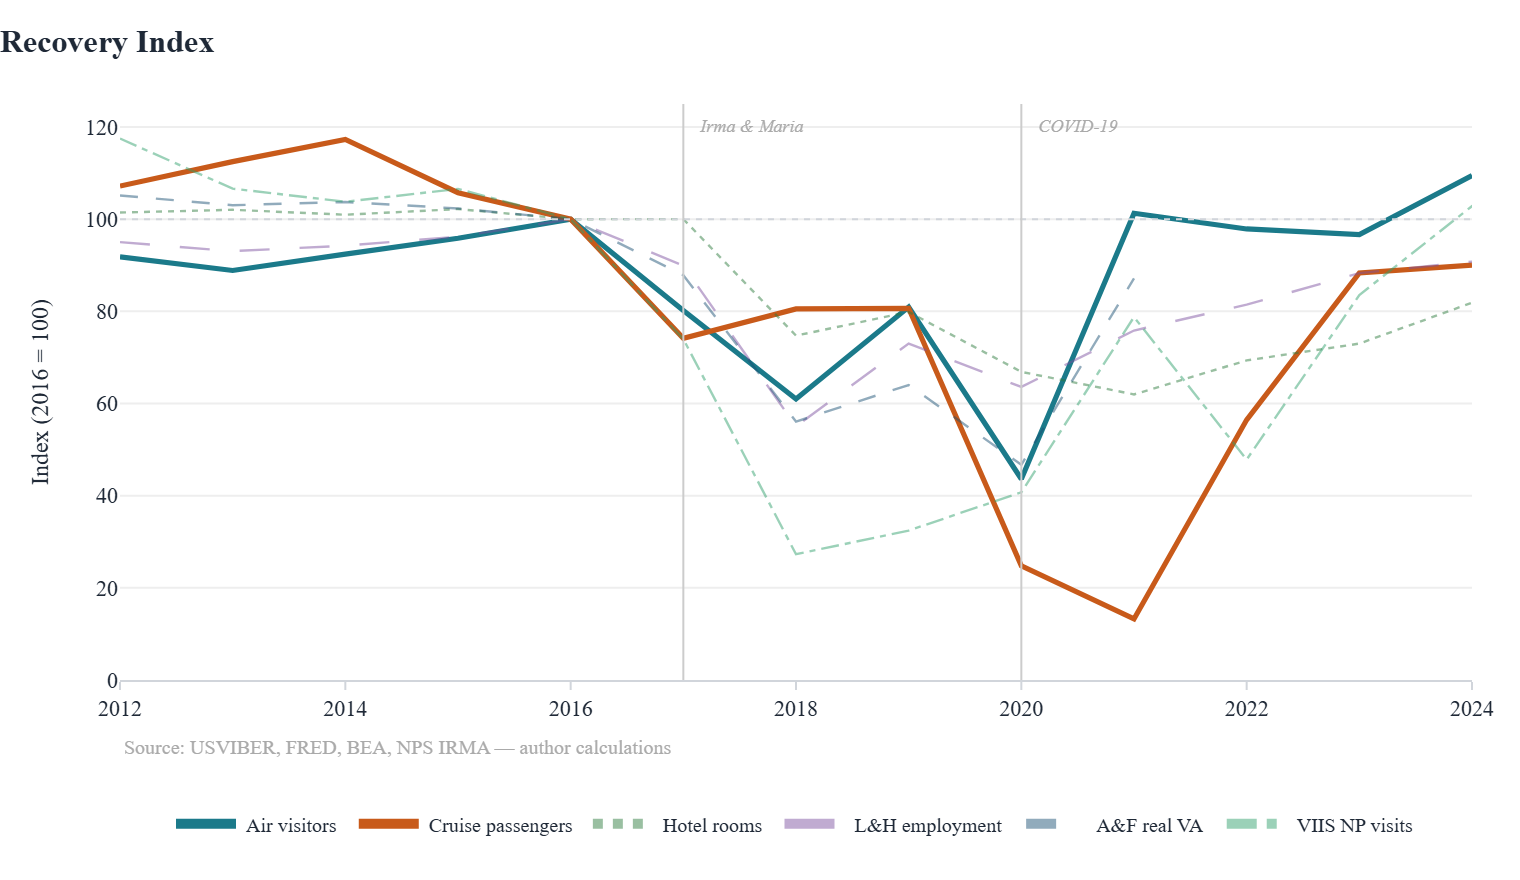 Recovery Index
Irma & Maria
COVID-19
120
100
80
60
40
20
0
Index (2016 = 100)
2012 2014 2016 2018 2020 2022 2024
Source: USVIBER, FRED, BEA, NPS IRMA — author calculations
Air visitors Cruise passengers Hotel rooms L&H employment A&F real VA VIIS NP visits